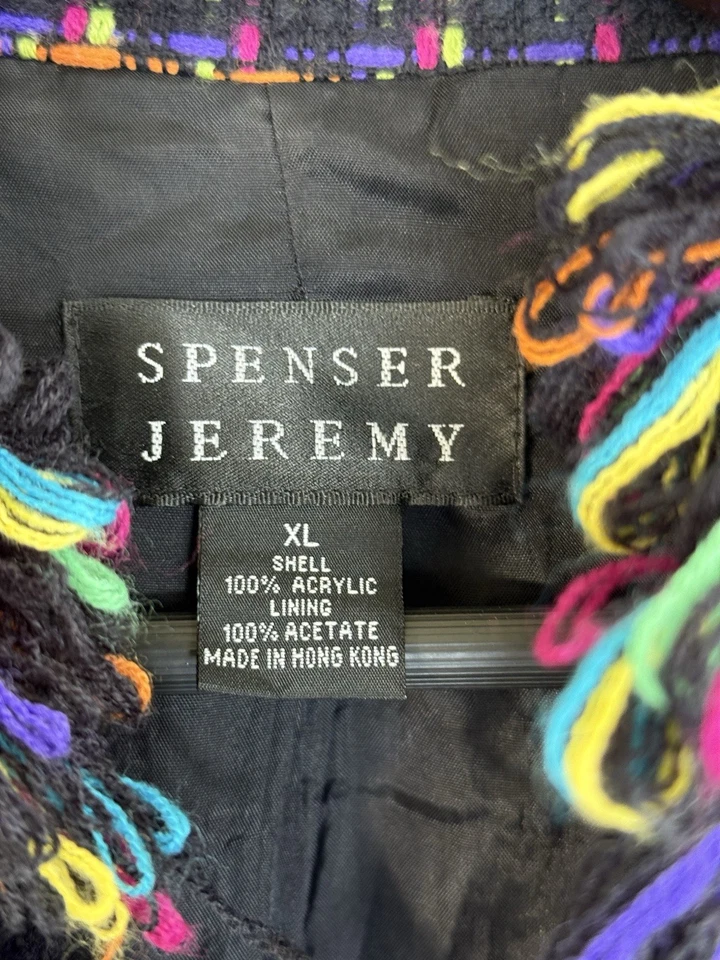 SPENSER
JEREMY
XL
SHELL
100% ACRYLIC
LINING
100% ACETATE
MADE IN HONG KONG